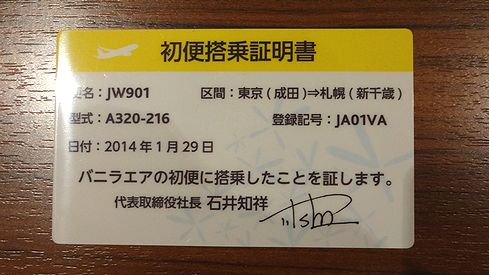 初便搭乗証明書
便名：JW901 区間：東京（成田）⇒札幌（新千歳）
型式：A320-216 登録記号：JA01VA
日付：2014年1月29日
バニラエアの初便に搭乗したことを証します。
代表取締役社長 石井知祥